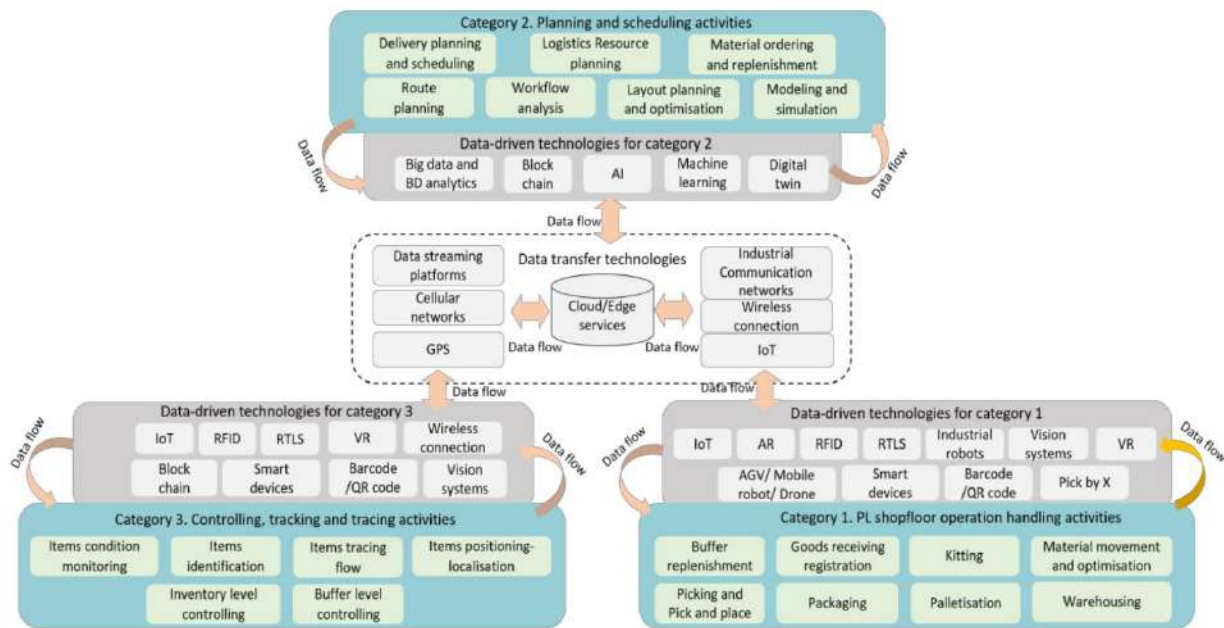 Category 2. Planning and scheduling activities
Delivery planning
and scheduling
Logistics Resource
planning
Material ordering
and replenishment
Route
planning
Workflow
analysis
Layout planning
and optimisation
Modeling and
simulation
Data flow
Data flow
Data-driven technologies for category 2
Big data and
BD analytics
Block
chain
AI
Machine
learning
Digital
twin
Data flow
Data streaming
platforms
Cellular
networks
GPS
Data transfer technologies
Cloud/Edge
services
Data flow
Data flow
Industrial
Communication
networks
Wireless
connection
IoT
Data flow
Data flow
Data-driven technologies for category 3
IoT
RFID
RTLS
VR
Wireless
connection
Block
chain
Smart
devices
Barcode
/QR code
Vision
systems
Data flow
Data flow
Category 3. Controlling, tracking and tracing activities
Items condition
monitoring
Items
identification
Items tracing
flow
Items positioning-
localisation
Inventory level
controlling
Buffer level
controlling
Data-driven technologies for category 1
IoT
AR
RFID
RTLS
Industrial
robots
Vision
systems
VR
AGV/ Mobile
robot/ Drone
Smart
devices
Barcode
/QR code
Pick by X
Data flow
Data flow
Category 1. PL shopfloor operation handling activities
Buffer
replenishment
Goods receiving
registration
Kitting
Material movement
and optimisation
Picking and
Pick and place
Packaging
Palletisation
Warehousing